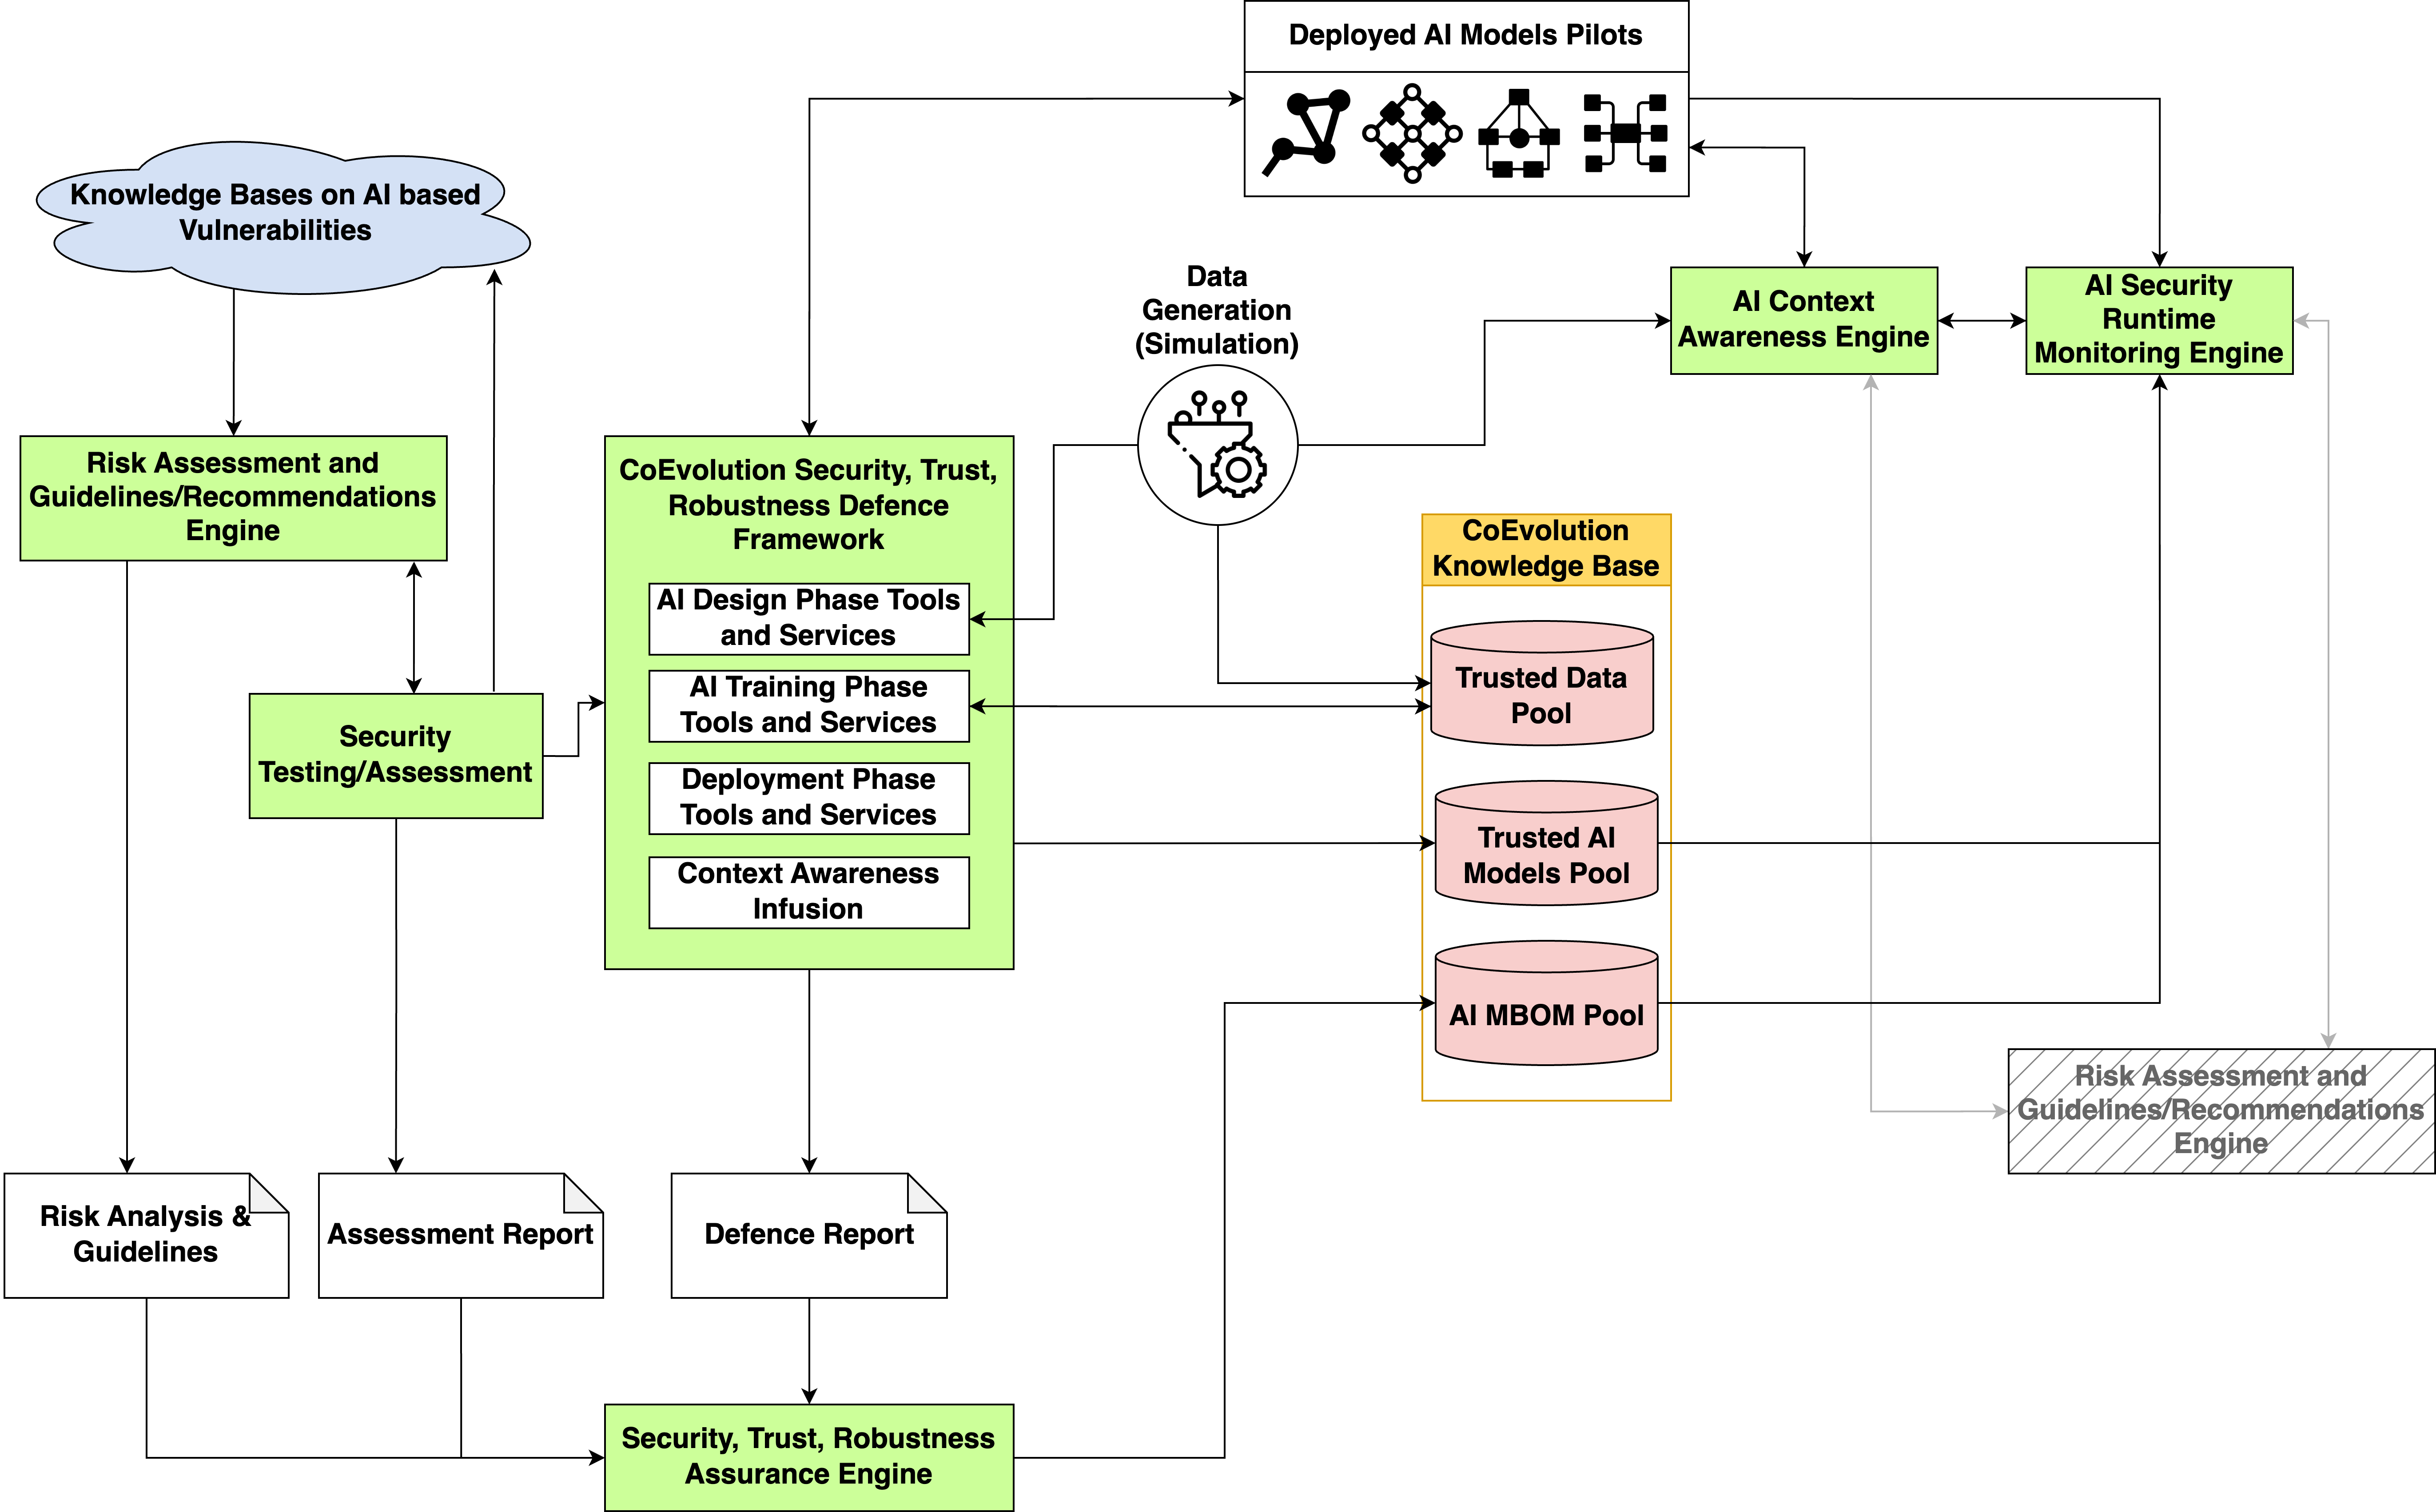 Deployed AI Models Pilots
Knowledge Bases on AI based
Vulnerabilities
Data
Generation
(Simulation)
AI Context
Awareness Engine
AI Security
Runtime
Monitoring Engine
Risk Assessment and
Guidelines/Recommendations
Engine
CoEvolution Security, Trust,
Robustness Defence
Framework
AI Design Phase Tools
and Services
AI Training Phase
Tools and Services
Deployment Phase
Tools and Services
Context Awareness
Infusion
CoEvolution
Knowledge Base
Trusted Data
Pool
Trusted AI
Models Pool
AI MBOM Pool
Security
Testing/Assessment
Risk Assessment and
Guidelines/Recommendations
Engine
Risk Analysis &
Guidelines
Assessment Report
Defence Report
Security, Trust, Robustness
Assurance Engine